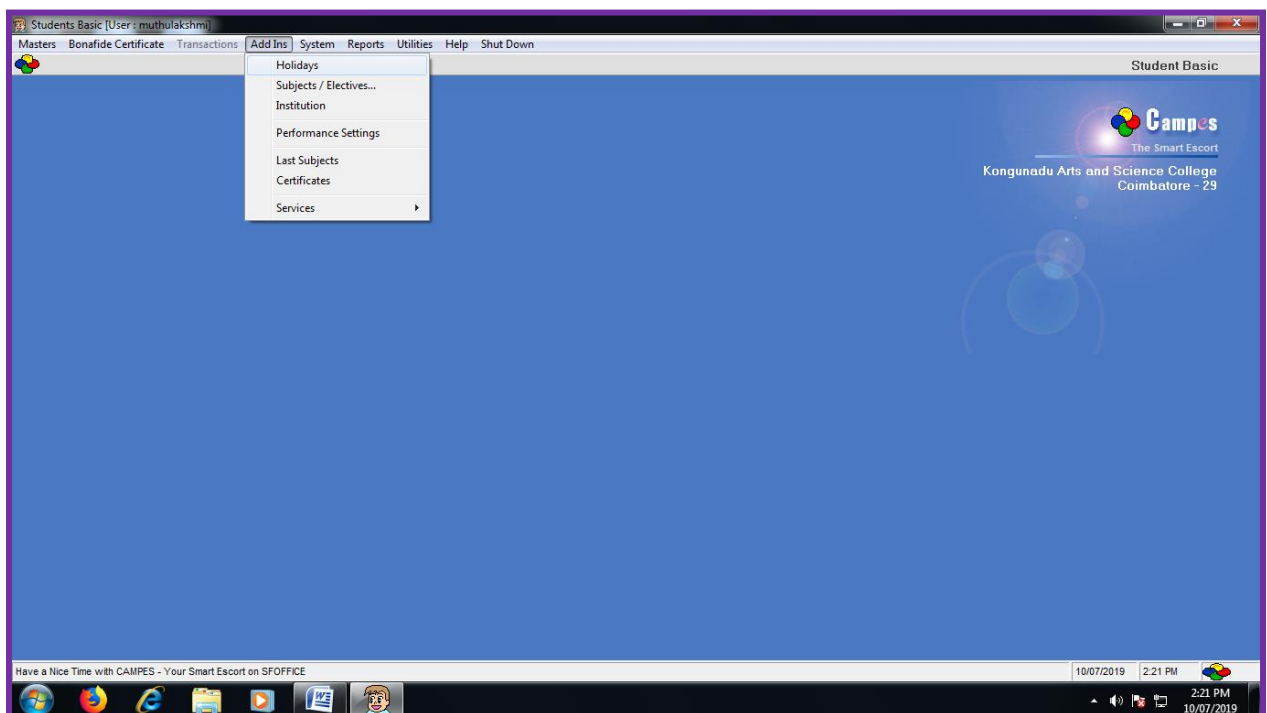 Students Basic [User : muthulakshmi]
Masters Bonafide Certificate Transactions Add Ins System Reports Utilities Help Shut Down
Student Basic
Holidays
Subjects / Electives...
Institution
Performance Settings
Last Subjects
Certificates
Services
Campes
The Smart Escort
Kongunadu Arts and Science College
Coimbatore - 29
Have a Nice Time with CAMPES - Your Smart Escort on SFOFFICE
10/07/2019 2:21 PM
2:21 PM
10/07/2019